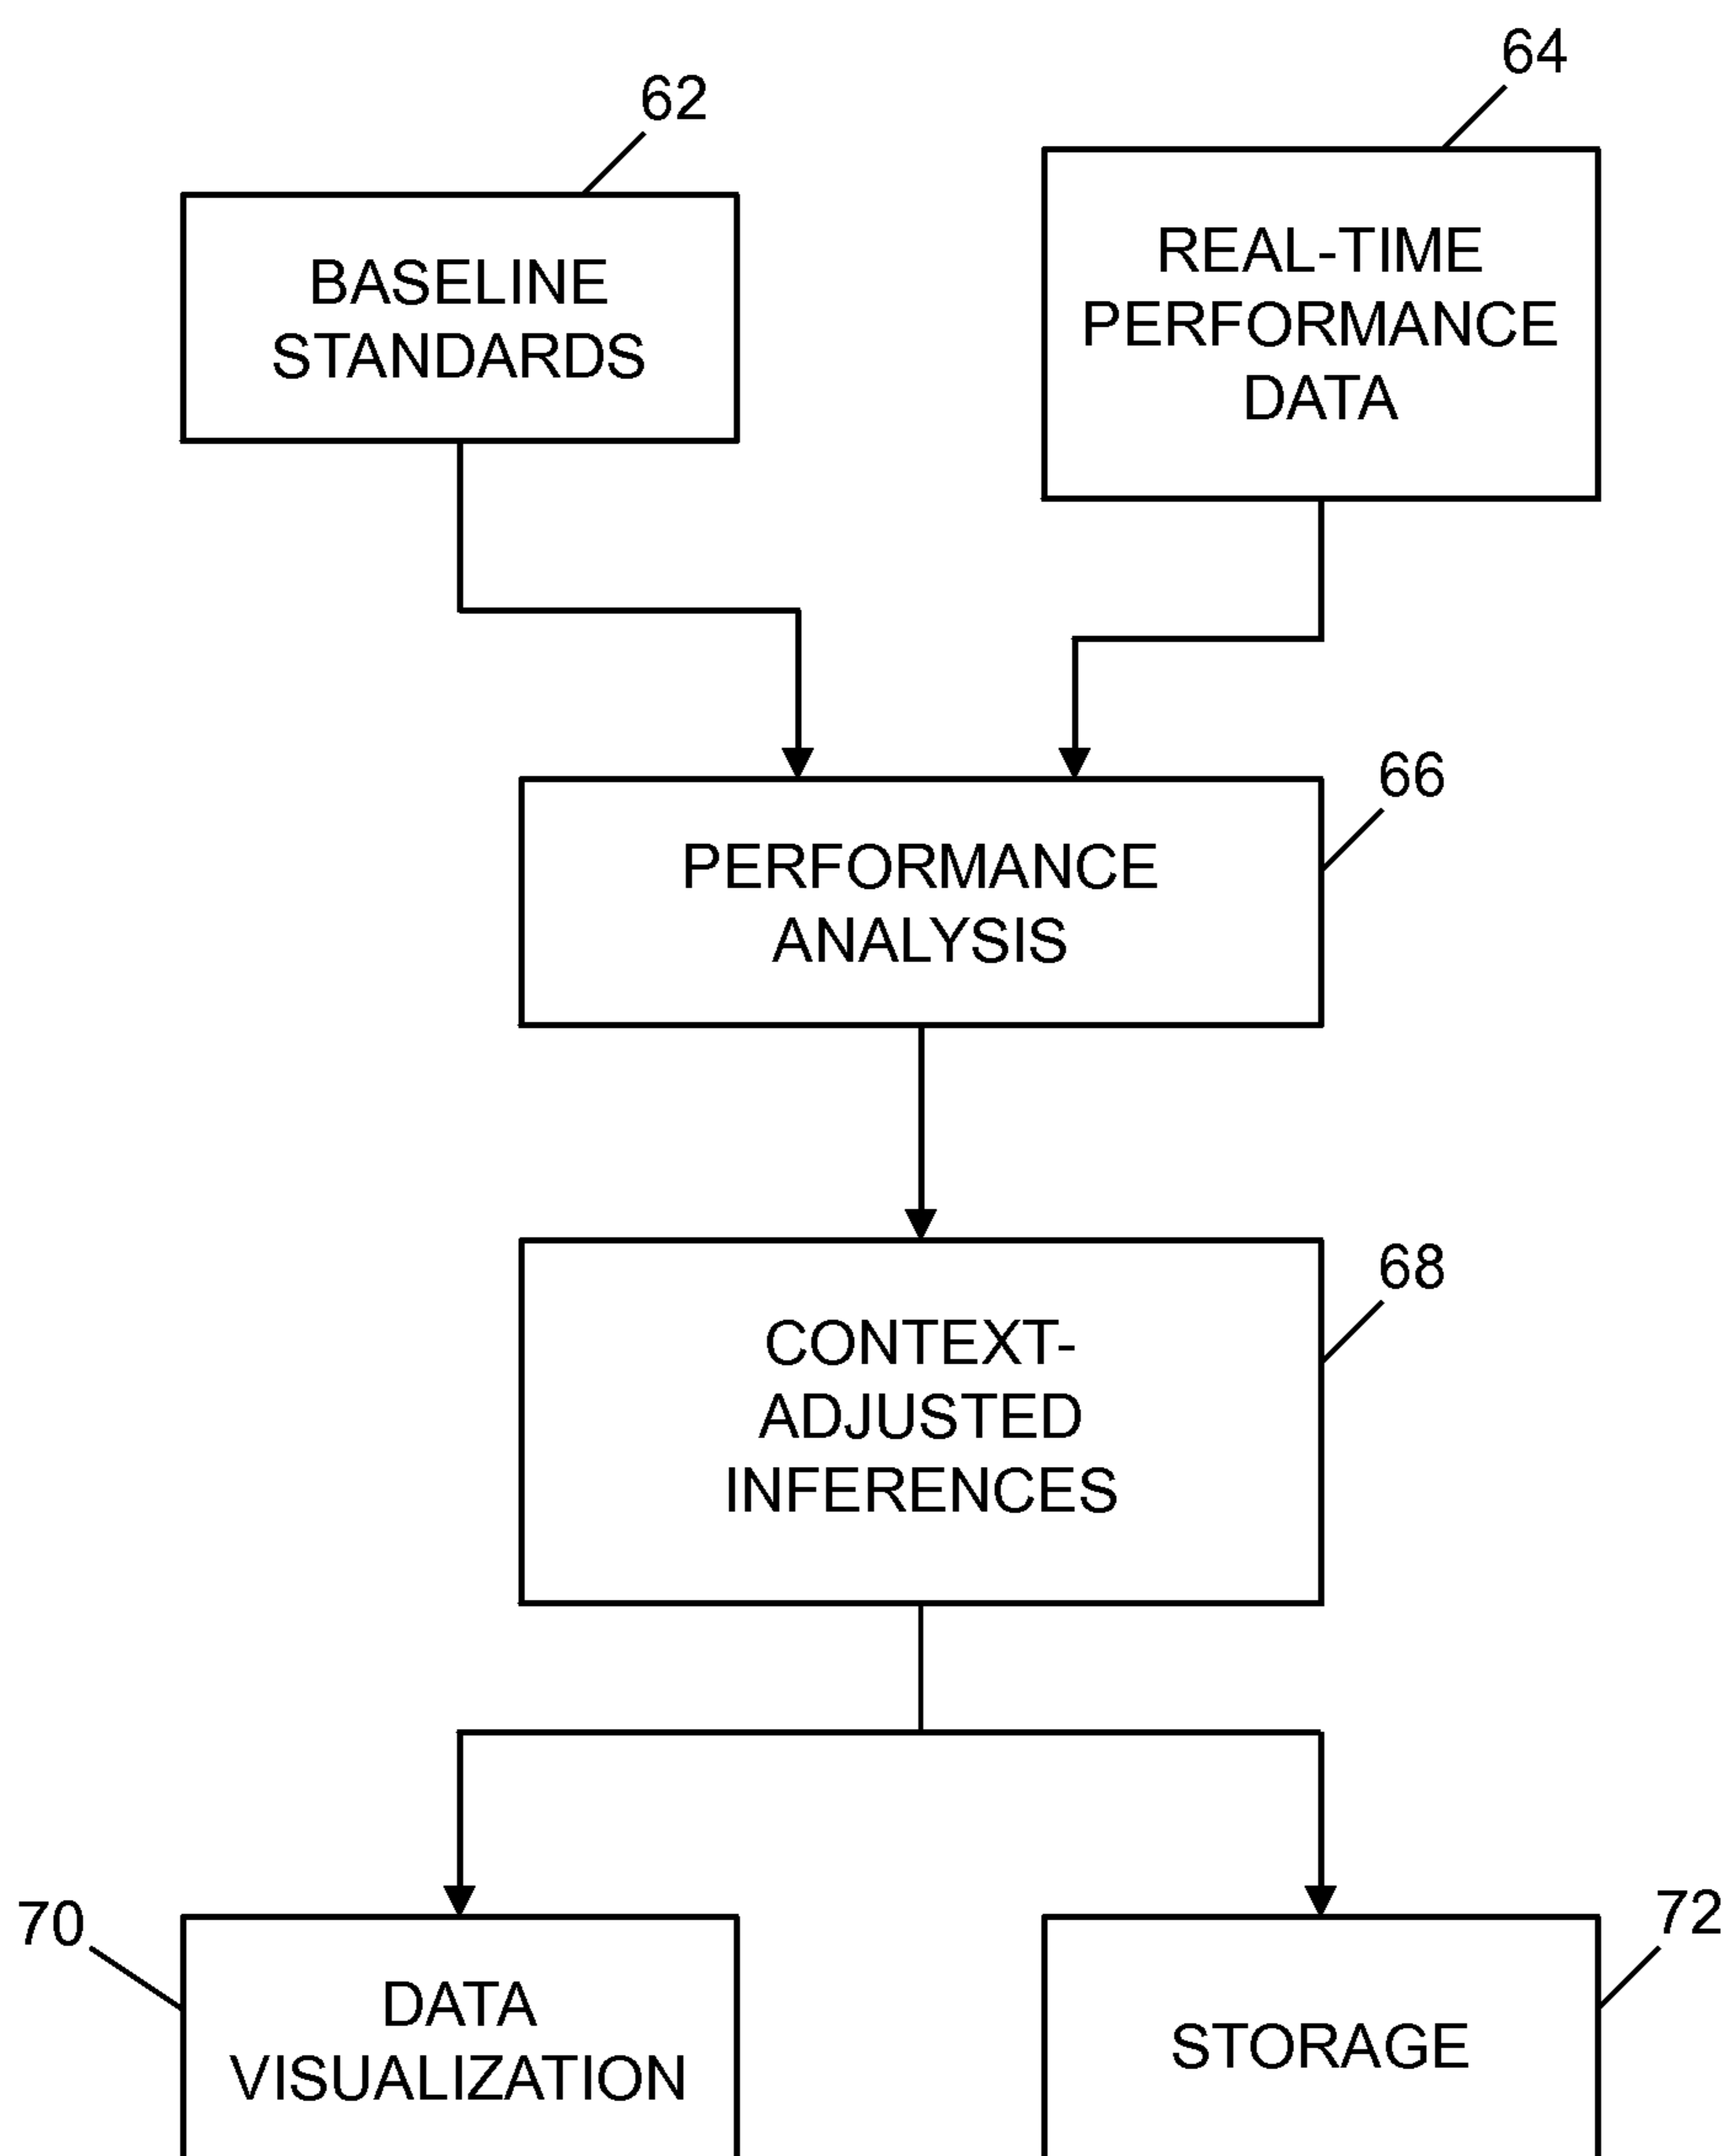 64
62
REAL-TIME
PERFORMANCE
DATA
BASELINE
STANDARDS
66
PERFORMANCE
ANALYSIS
68
CONTEXT-
ADJUSTED
INFERENCES
70
72
DATA
VISUALIZATION
STORAGE